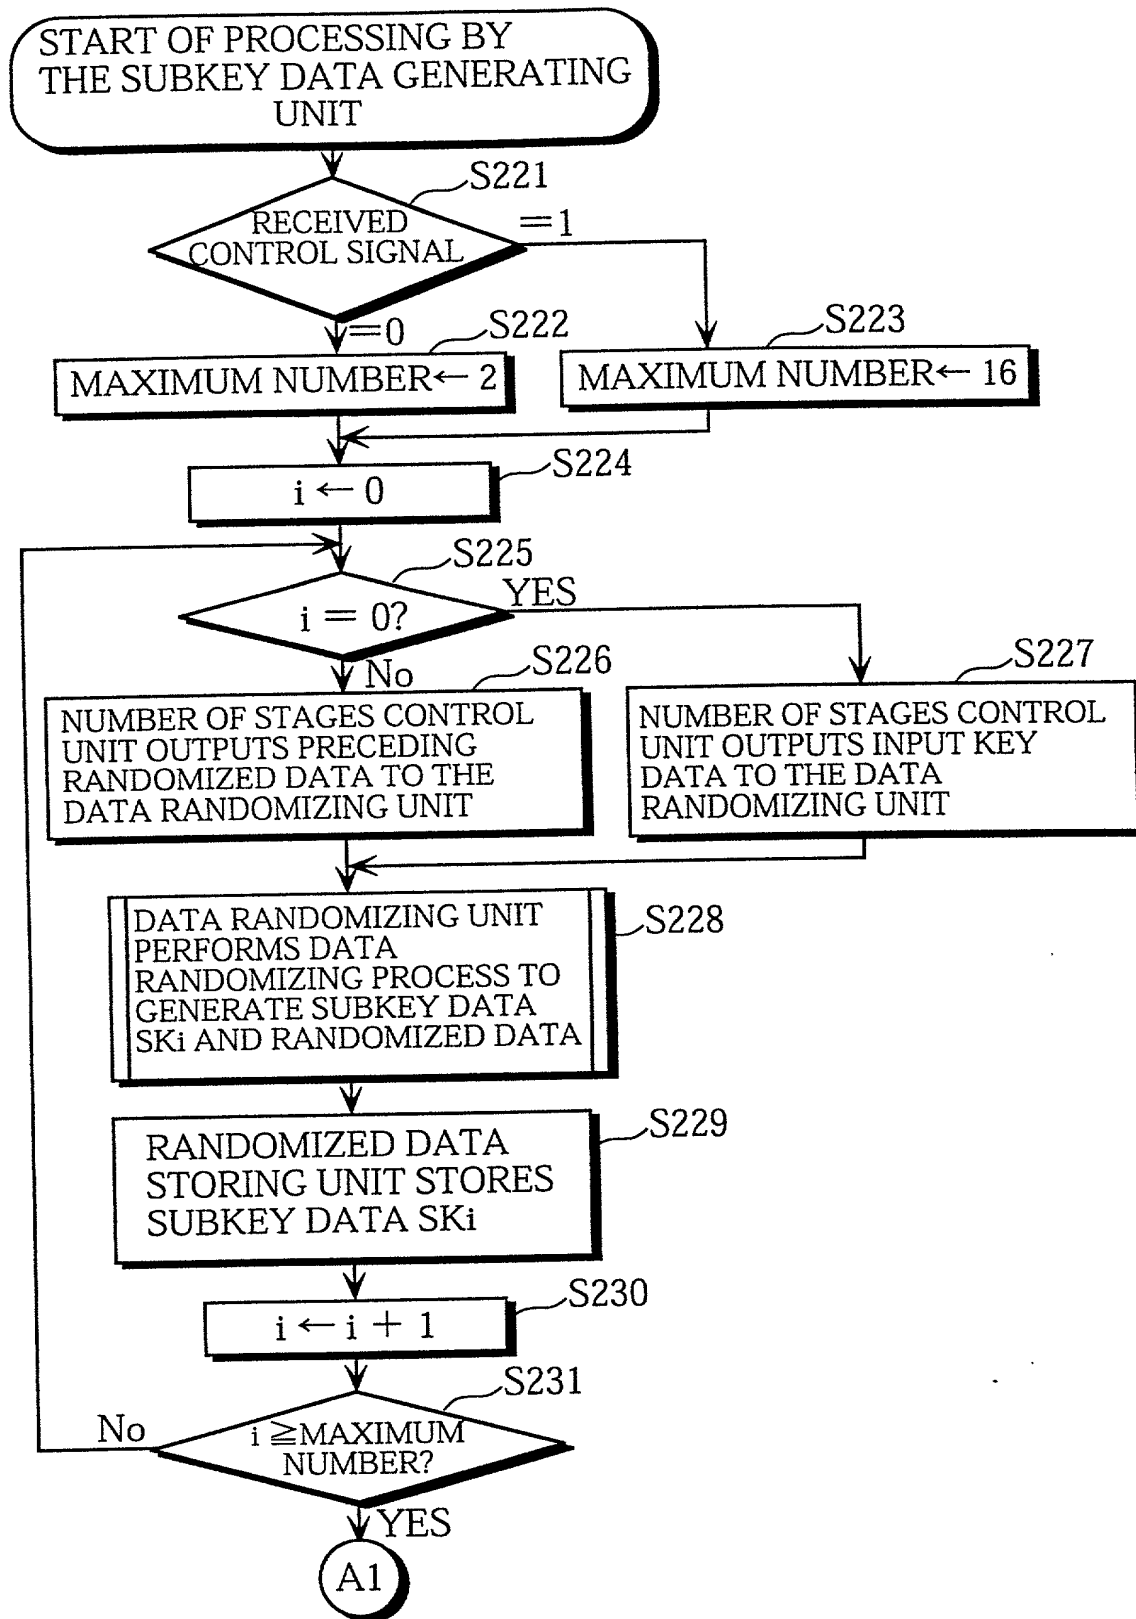 START OF PROCESSING BY
THE SUBKEY DATA GENERATING
UNIT
S221
RECEIVED
CONTROL SIGNAL
=1
=0
S222
MAXIMUM NUMBER← 2
S223
MAXIMUM NUMBER← 16
S224
i ← 0
S225
i = 0?
YES
No
S226
NUMBER OF STAGES CONTROL
UNIT OUTPUTS PRECEDING
RANDOMIZED DATA TO THE
DATA RANDOMIZING UNIT
S227
NUMBER OF STAGES CONTROL
UNIT OUTPUTS INPUT KEY
DATA TO THE DATA
RANDOMIZING UNIT
S228
DATA RANDOMIZING UNIT
PERFORMS DATA
RANDOMIZING PROCESS TO
GENERATE SUBKEY DATA
SKi AND RANDOMIZED DATA
S229
RANDOMIZED DATA
STORING UNIT STORES
SUBKEY DATA SKi
S230
i ← i + 1
S231
No
i ≧MAXIMUM
NUMBER?
YES
A1